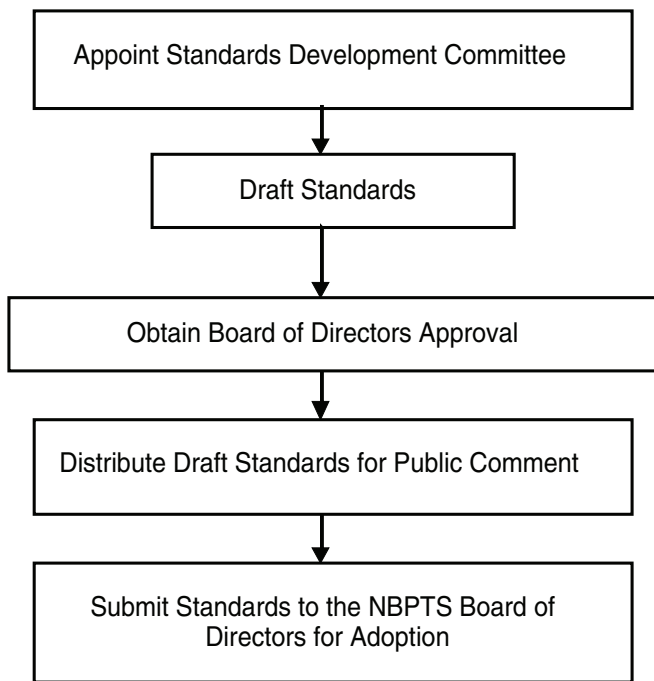 Appoint Standards Development Committee
Draft Standards
Obtain Board of Directors Approval
Distribute Draft Standards for Public Comment
Submit Standards to the NBPTS Board of
Directors for Adoption